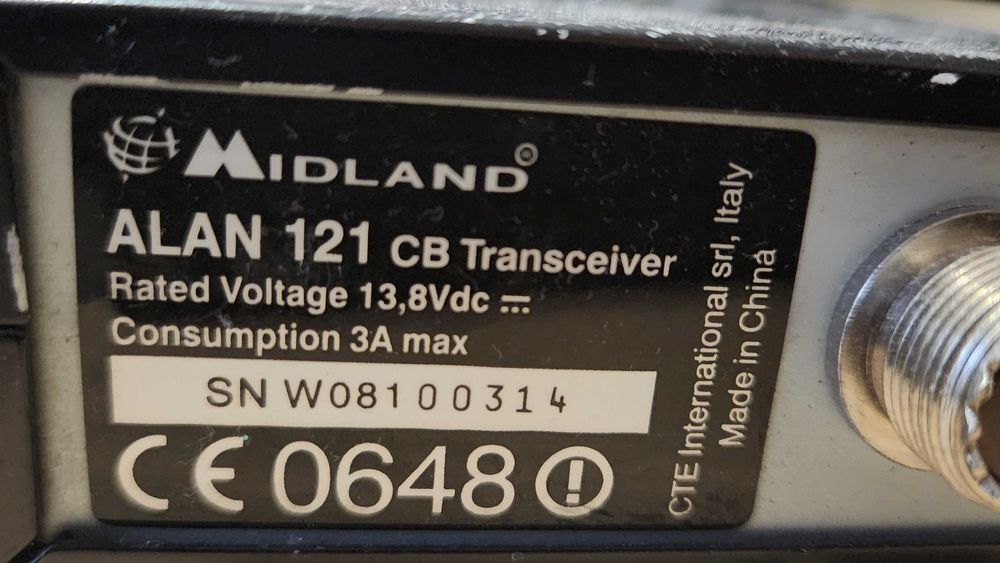 MIDLAND®
ALAN 121 CB Transceiver
Rated Voltage 13,8Vdc ⎓
Consumption 3A max
SN W08100314
CE 0648
CTE International srl, Italy
Made in China